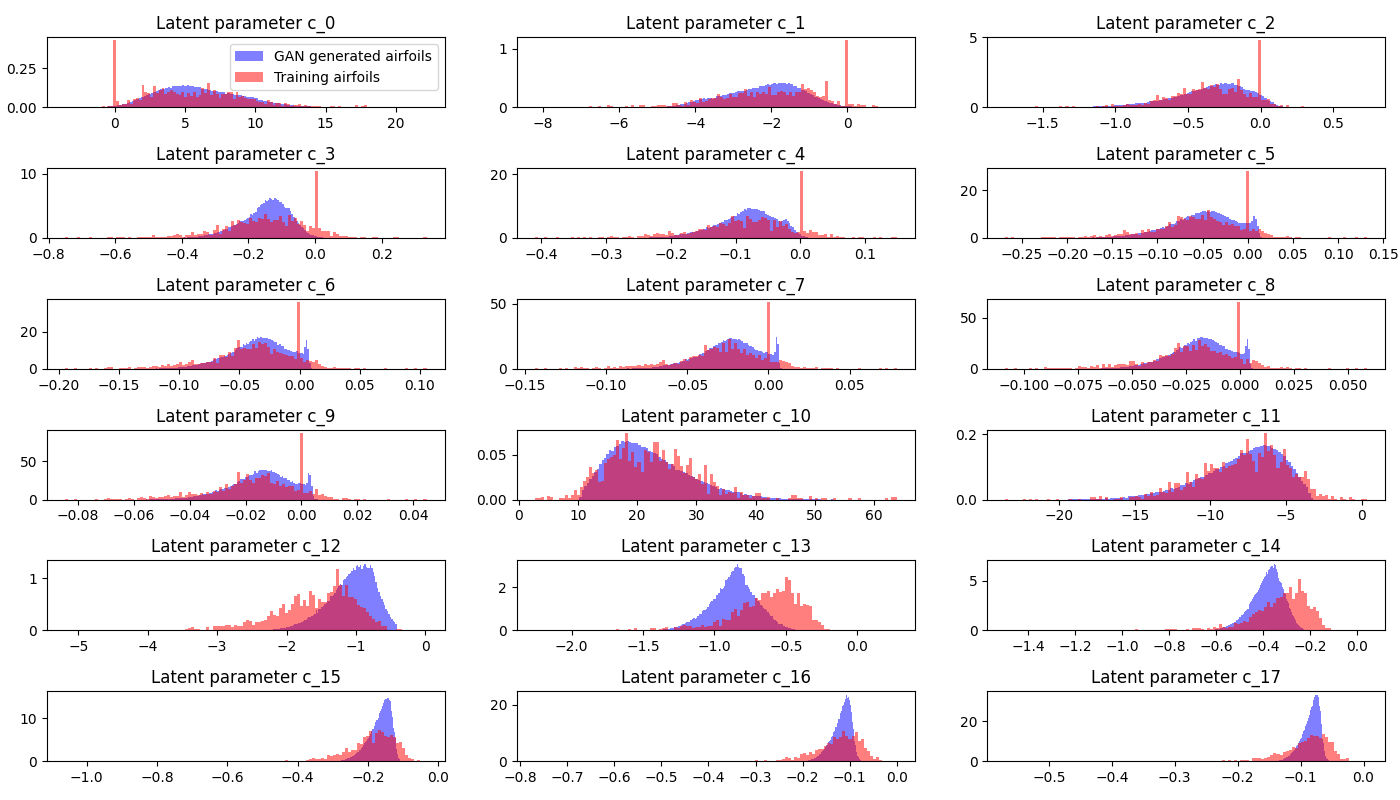 Latent parameter c_0
Latent parameter c_1
Latent parameter c_2
GAN generated airfoils
Training airfoils
0.25
0.00
0 5 10 15 20
1
0
−8 −6 −4 −2 0
5
0
−1.5 −1.0 −0.5 0.0 0.5
Latent parameter c_3
Latent parameter c_4
Latent parameter c_5
10
5
0
−0.8 −0.6 −0.4 −0.2 0.0 0.2
20
0
−0.4 −0.3 −0.2 −0.1 0.0 0.1
20
0
−0.25 −0.20 −0.15 −0.10 −0.05 0.00 0.05 0.10 0.15
Latent parameter c_6
Latent parameter c_7
Latent parameter c_8
20
0
−0.20 −0.15 −0.10 −0.05 0.00 0.05 0.10
50
25
0
−0.15 −0.10 −0.05 0.00 0.05
50
0
−0.100 −0.075 −0.050 −0.025 0.000 0.025 0.050
Latent parameter c_9
Latent parameter c_10
Latent parameter c_11
50
0
−0.08 −0.06 −0.04 −0.02 0.00 0.02 0.04
0.05
0.00
0 10 20 30 40 50 60
0.2
0.0
−20 −15 −10 −5 0
Latent parameter c_12
Latent parameter c_13
Latent parameter c_14
1
0
−5 −4 −3 −2 −1 0
2
0
−2.0 −1.5 −1.0 −0.5 0.0
5
0
−1.4 −1.2 −1.0 −0.8 −0.6 −0.4 −0.2 0.0
Latent parameter c_15
Latent parameter c_16
Latent parameter c_17
10
0
−1.0 −0.8 −0.6 −0.4 −0.2 0.0
20
0
−0.8 −0.7 −0.6 −0.5 −0.4 −0.3 −0.2 −0.1 0.0
20
0
−0.5 −0.4 −0.3 −0.2 −0.1 0.0